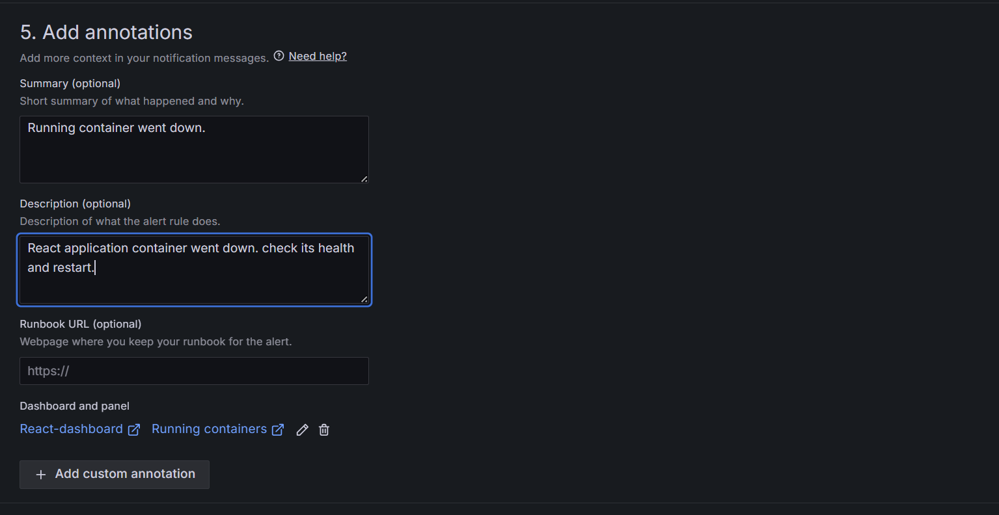 5. Add annotations
Add more context in your notification messages. Need help?
Summary (optional)
Short summary of what happened and why.
Running container went down.
Description (optional)
Description of what the alert rule does.
React application container went down. check its health
and restart.
Runbook URL (optional)
Webpage where you keep your runbook for the alert.
https://
Dashboard and panel
React-dashboard Running containers
+ Add custom annotation